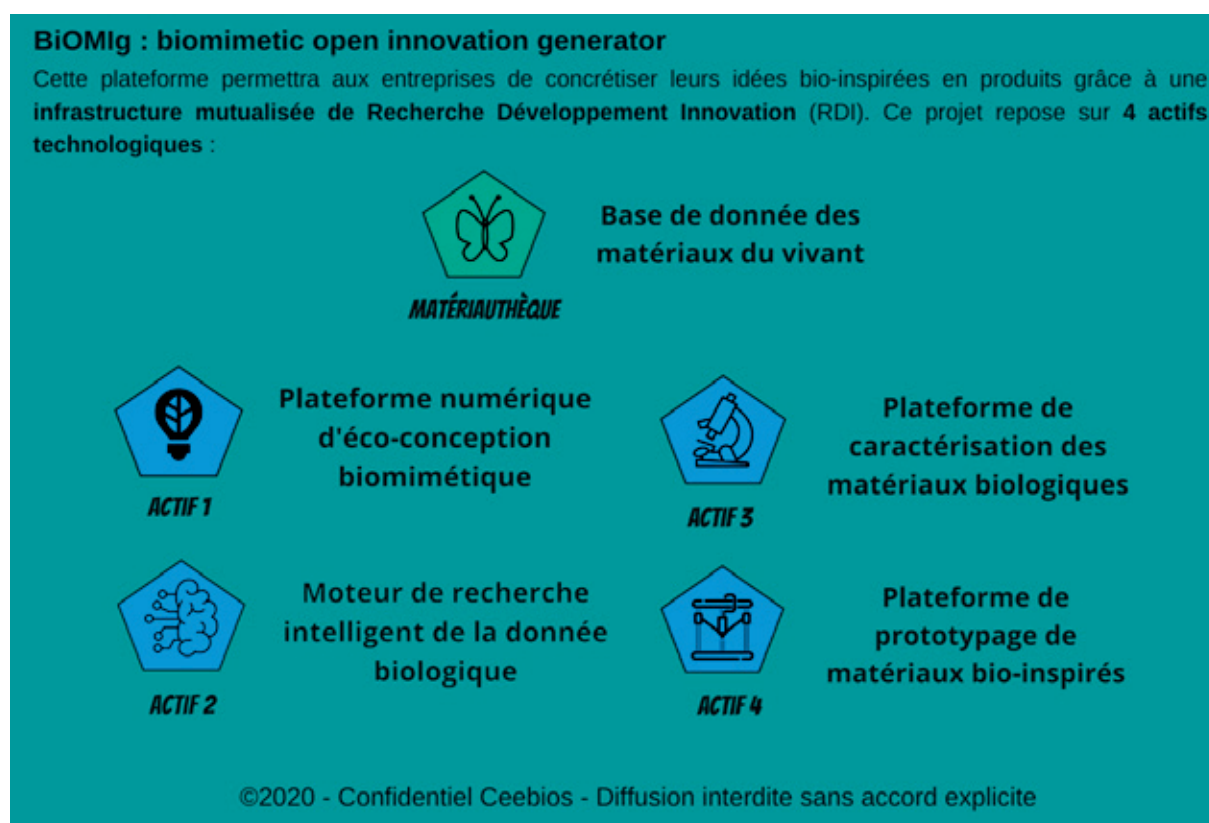 BiOMIg : biomimetic open innovation generator
Cette plateforme permettra aux entreprises de concrétiser leurs idées bio-inspirées en produits grâce à une
infrastructure mutualisée de Recherche Développement Innovation (RDI). Ce projet repose sur 4 actifs
technologiques :
Base de donnée des
matériaux du vivant
MATÉRIAUTHÈQUE
Plateforme numérique
d'éco-conception
biomimétique
ACTIF 1
Plateforme de
caractérisation des
matériaux biologiques
ACTIF 3
Moteur de recherche
intelligent de la donnée
biologique
ACTIF 2
Plateforme de
prototypage de
matériaux bio-inspirés
ACTIF 4
©2020 - Confidentiel Ceebios - Diffusion interdite sans accord explicite